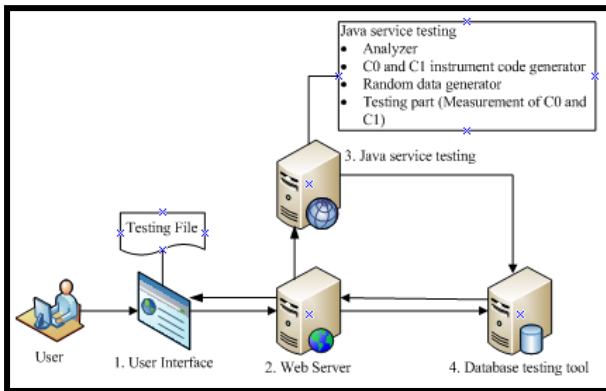 Java service testing
• Analyzer
• C0 and C1 instrument code generator
• Random data generator
• Testing part (Measurement of C0 and
C1)
3. Java service testing
Testing File
User
1. User Interface
2. Web Server
4. Database testing tool